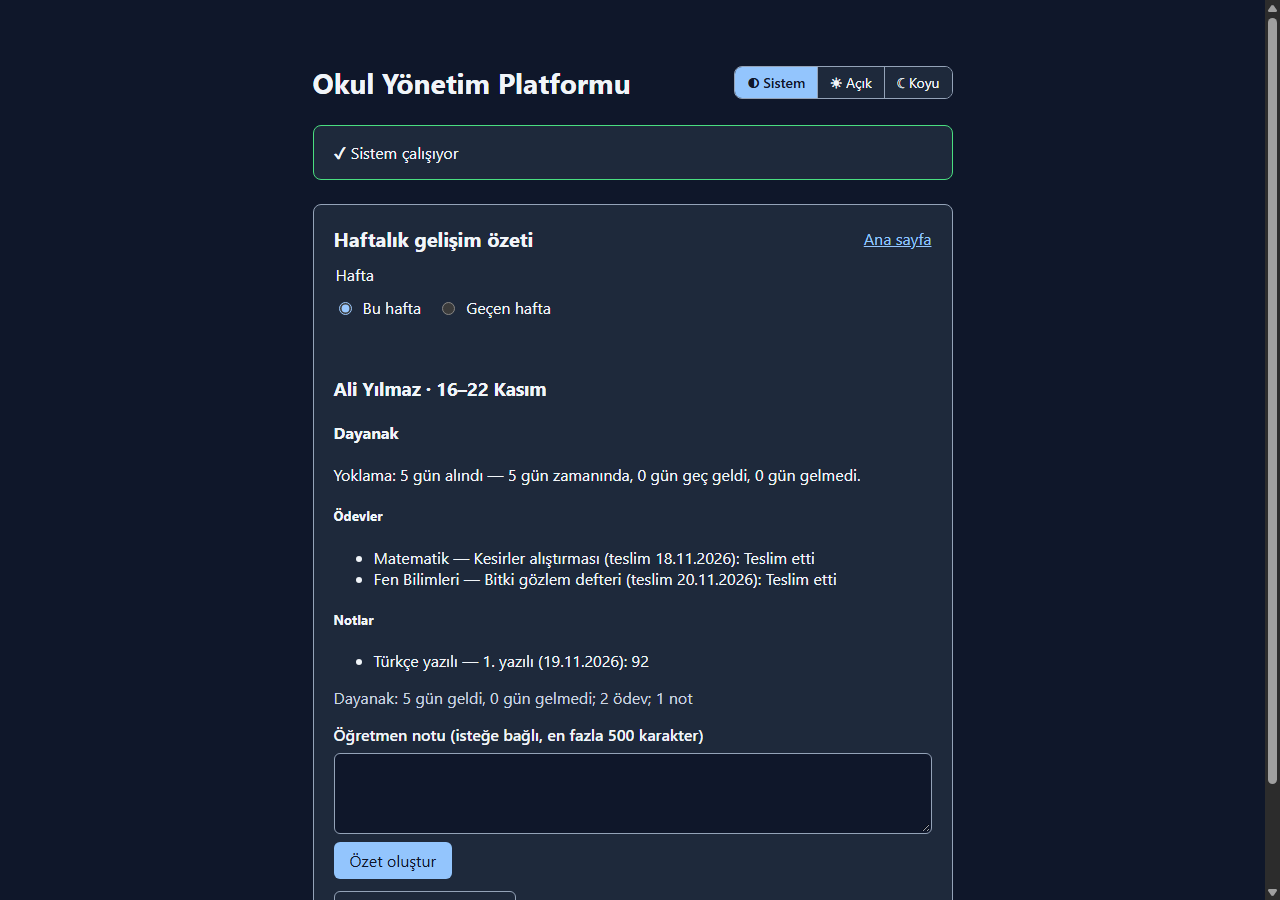 Okul Yönetim Platformu
◐ Sistem
☀ Açık
☾ Koyu
✓ Sistem çalışıyor
Haftalık gelişim özeti
Ana sayfa
Hafta
Bu hafta
Geçen hafta
Ali Yılmaz · 16–22 Kasım
Dayanak
Yoklama: 5 gün alındı — 5 gün zamanında, 0 gün geç geldi, 0 gün gelmedi.
Ödevler
• Matematik — Kesirler alıştırması (teslim 18.11.2026): Teslim etti
• Fen Bilimleri — Bitki gözlem defteri (teslim 20.11.2026): Teslim etti
Notlar
• Türkçe yazılı — 1. yazılı (19.11.2026): 92
Dayanak: 5 gün geldi, 0 gün gelmedi; 2 ödev; 1 not
Öğretmen notu (isteğe bağlı, en fazla 500 karakter)
Özet oluştur